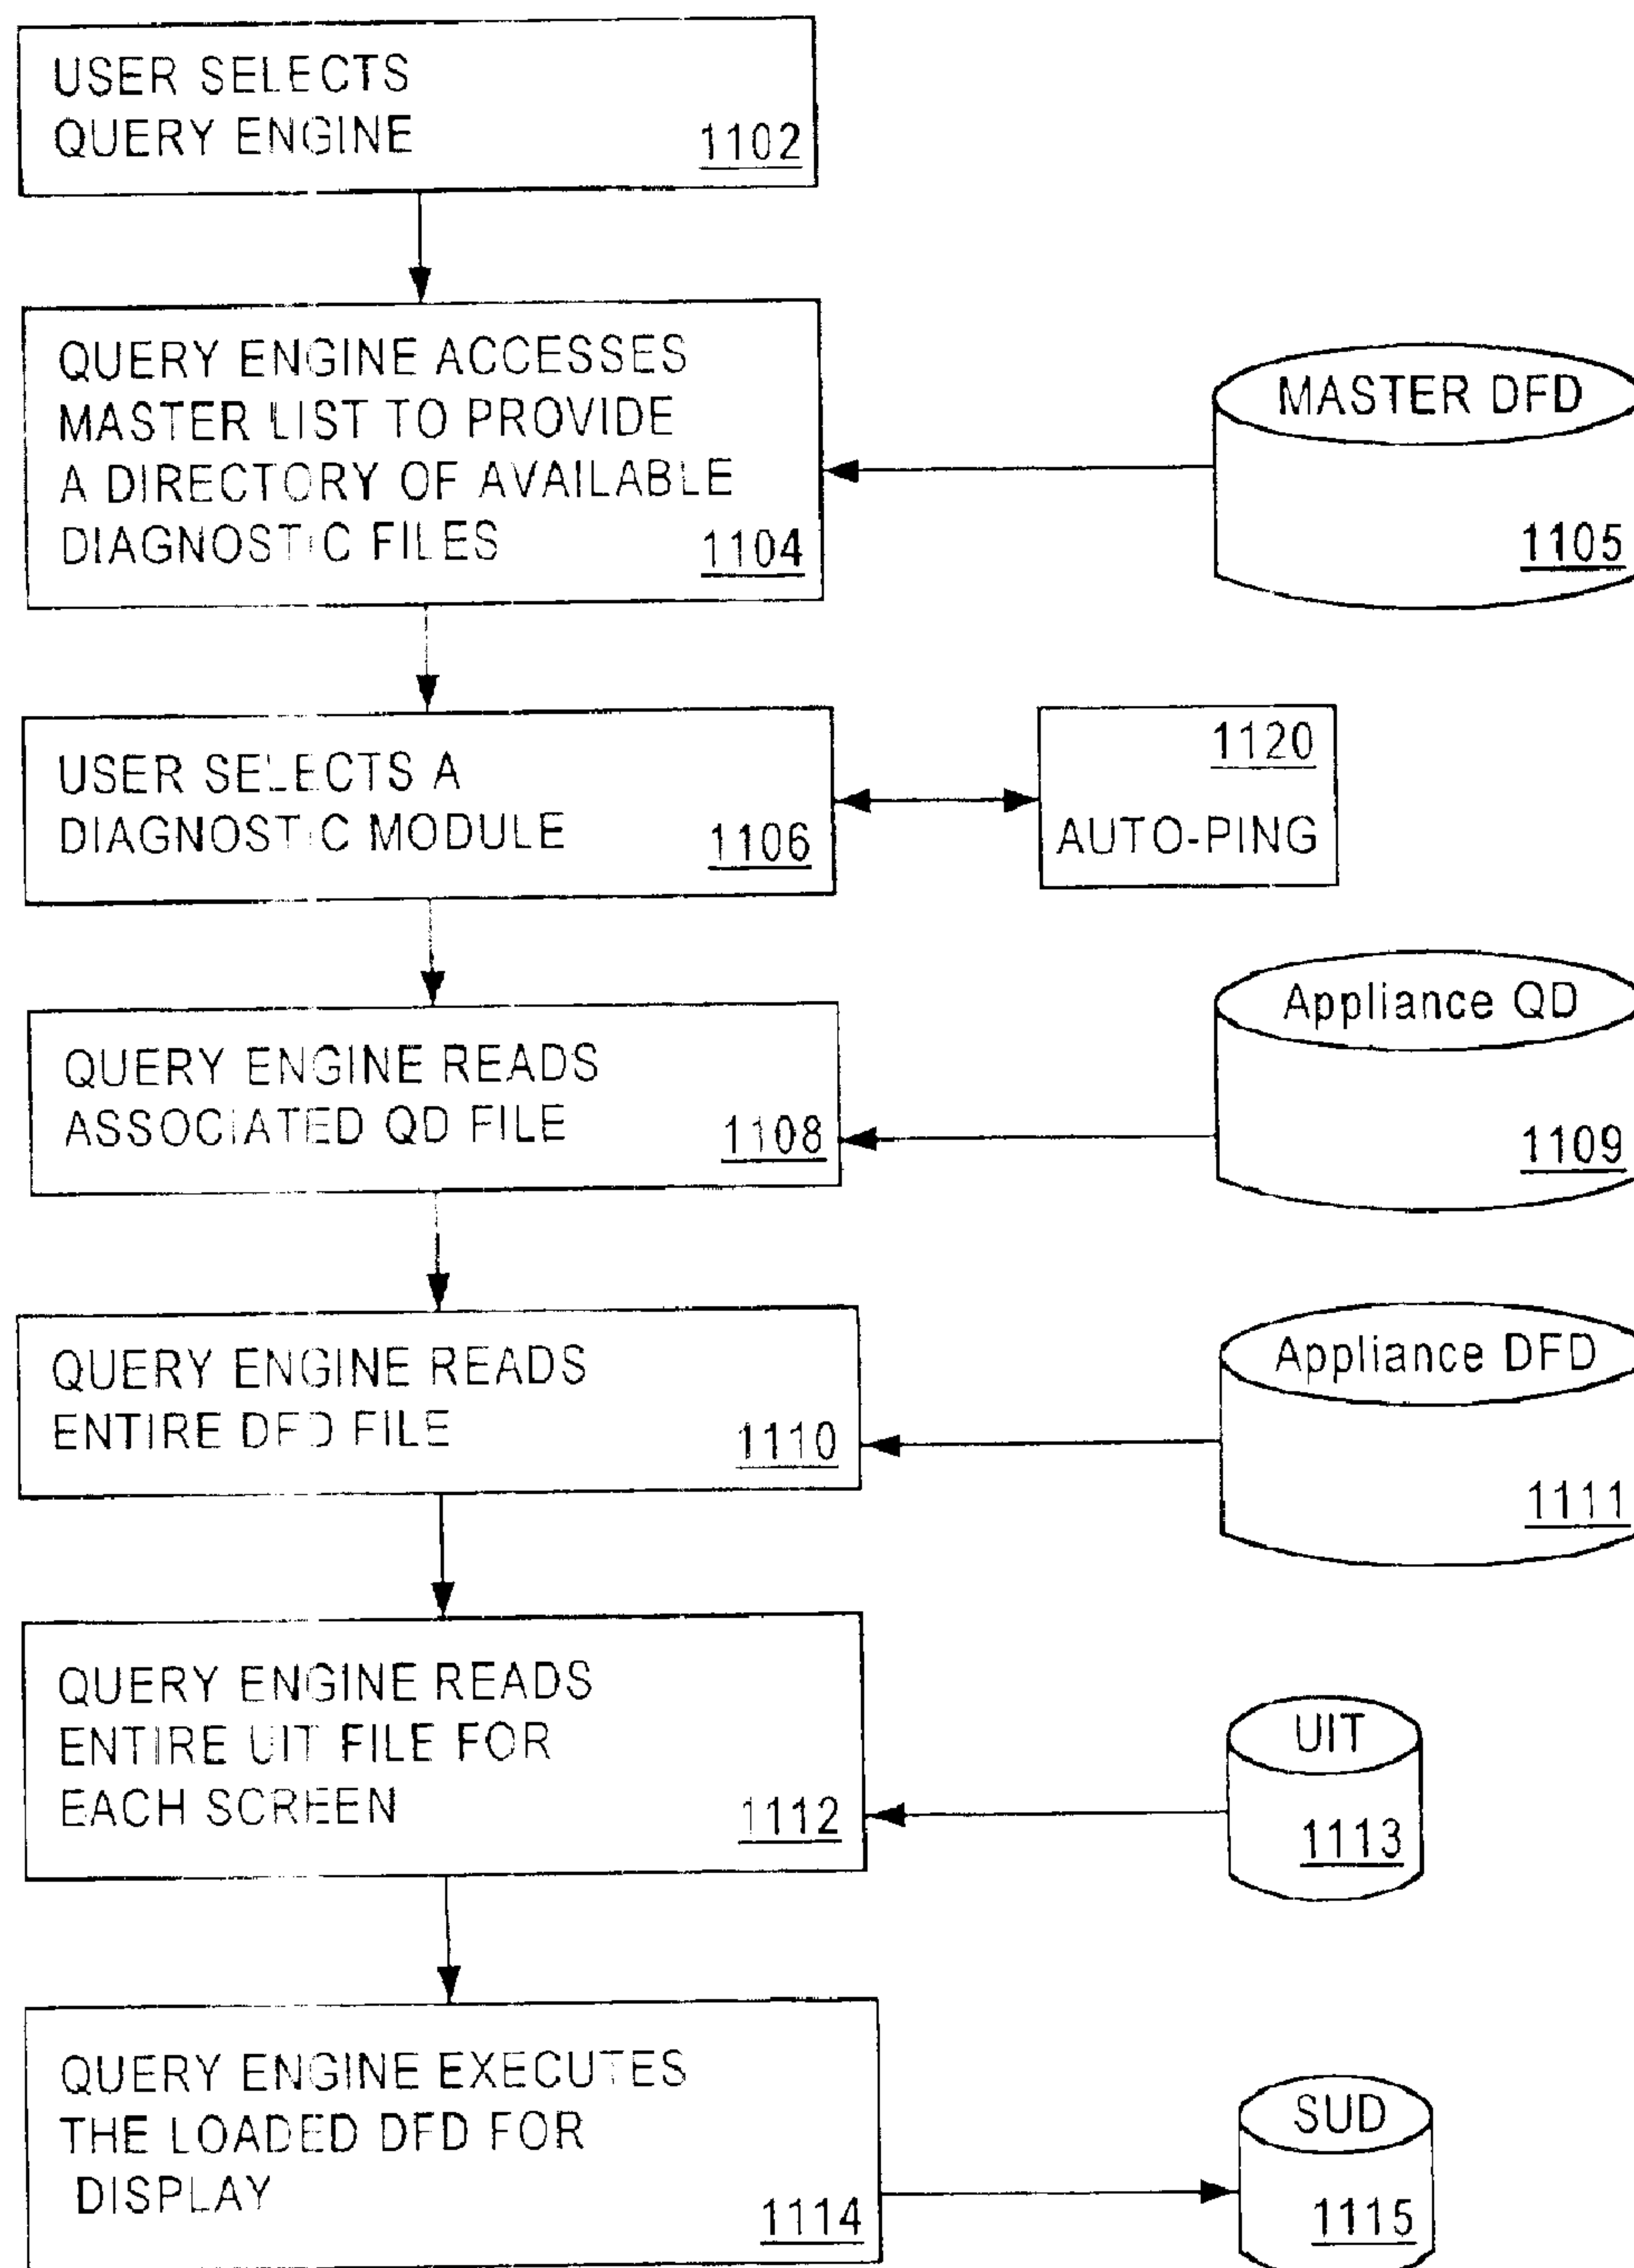 USER SELECTS
QUERY ENGINE
1102
QUERY ENGINE ACCESSES
MASTER LIST TO PROVIDE
A DIRECTORY OF AVAILABLE
DIAGNOSTIC FILES
1104
MASTER DFD
1105
USER SELECTS A
DIAGNOSTIC MODULE
1106
1120
AUTO-PING
QUERY ENGINE READS
ASSOCIATED QD FILE
1108
Appliance QD
1109
QUERY ENGINE READS
ENTIRE DFD FILE
1110
Appliance DFD
1111
QUERY ENGINE READS
ENTIRE UIT FILE FOR
EACH SCREEN
1112
UIT
1113
QUERY ENGINE EXECUTES
THE LOADED DFD FOR
DISPLAY
1114
SUD
1115